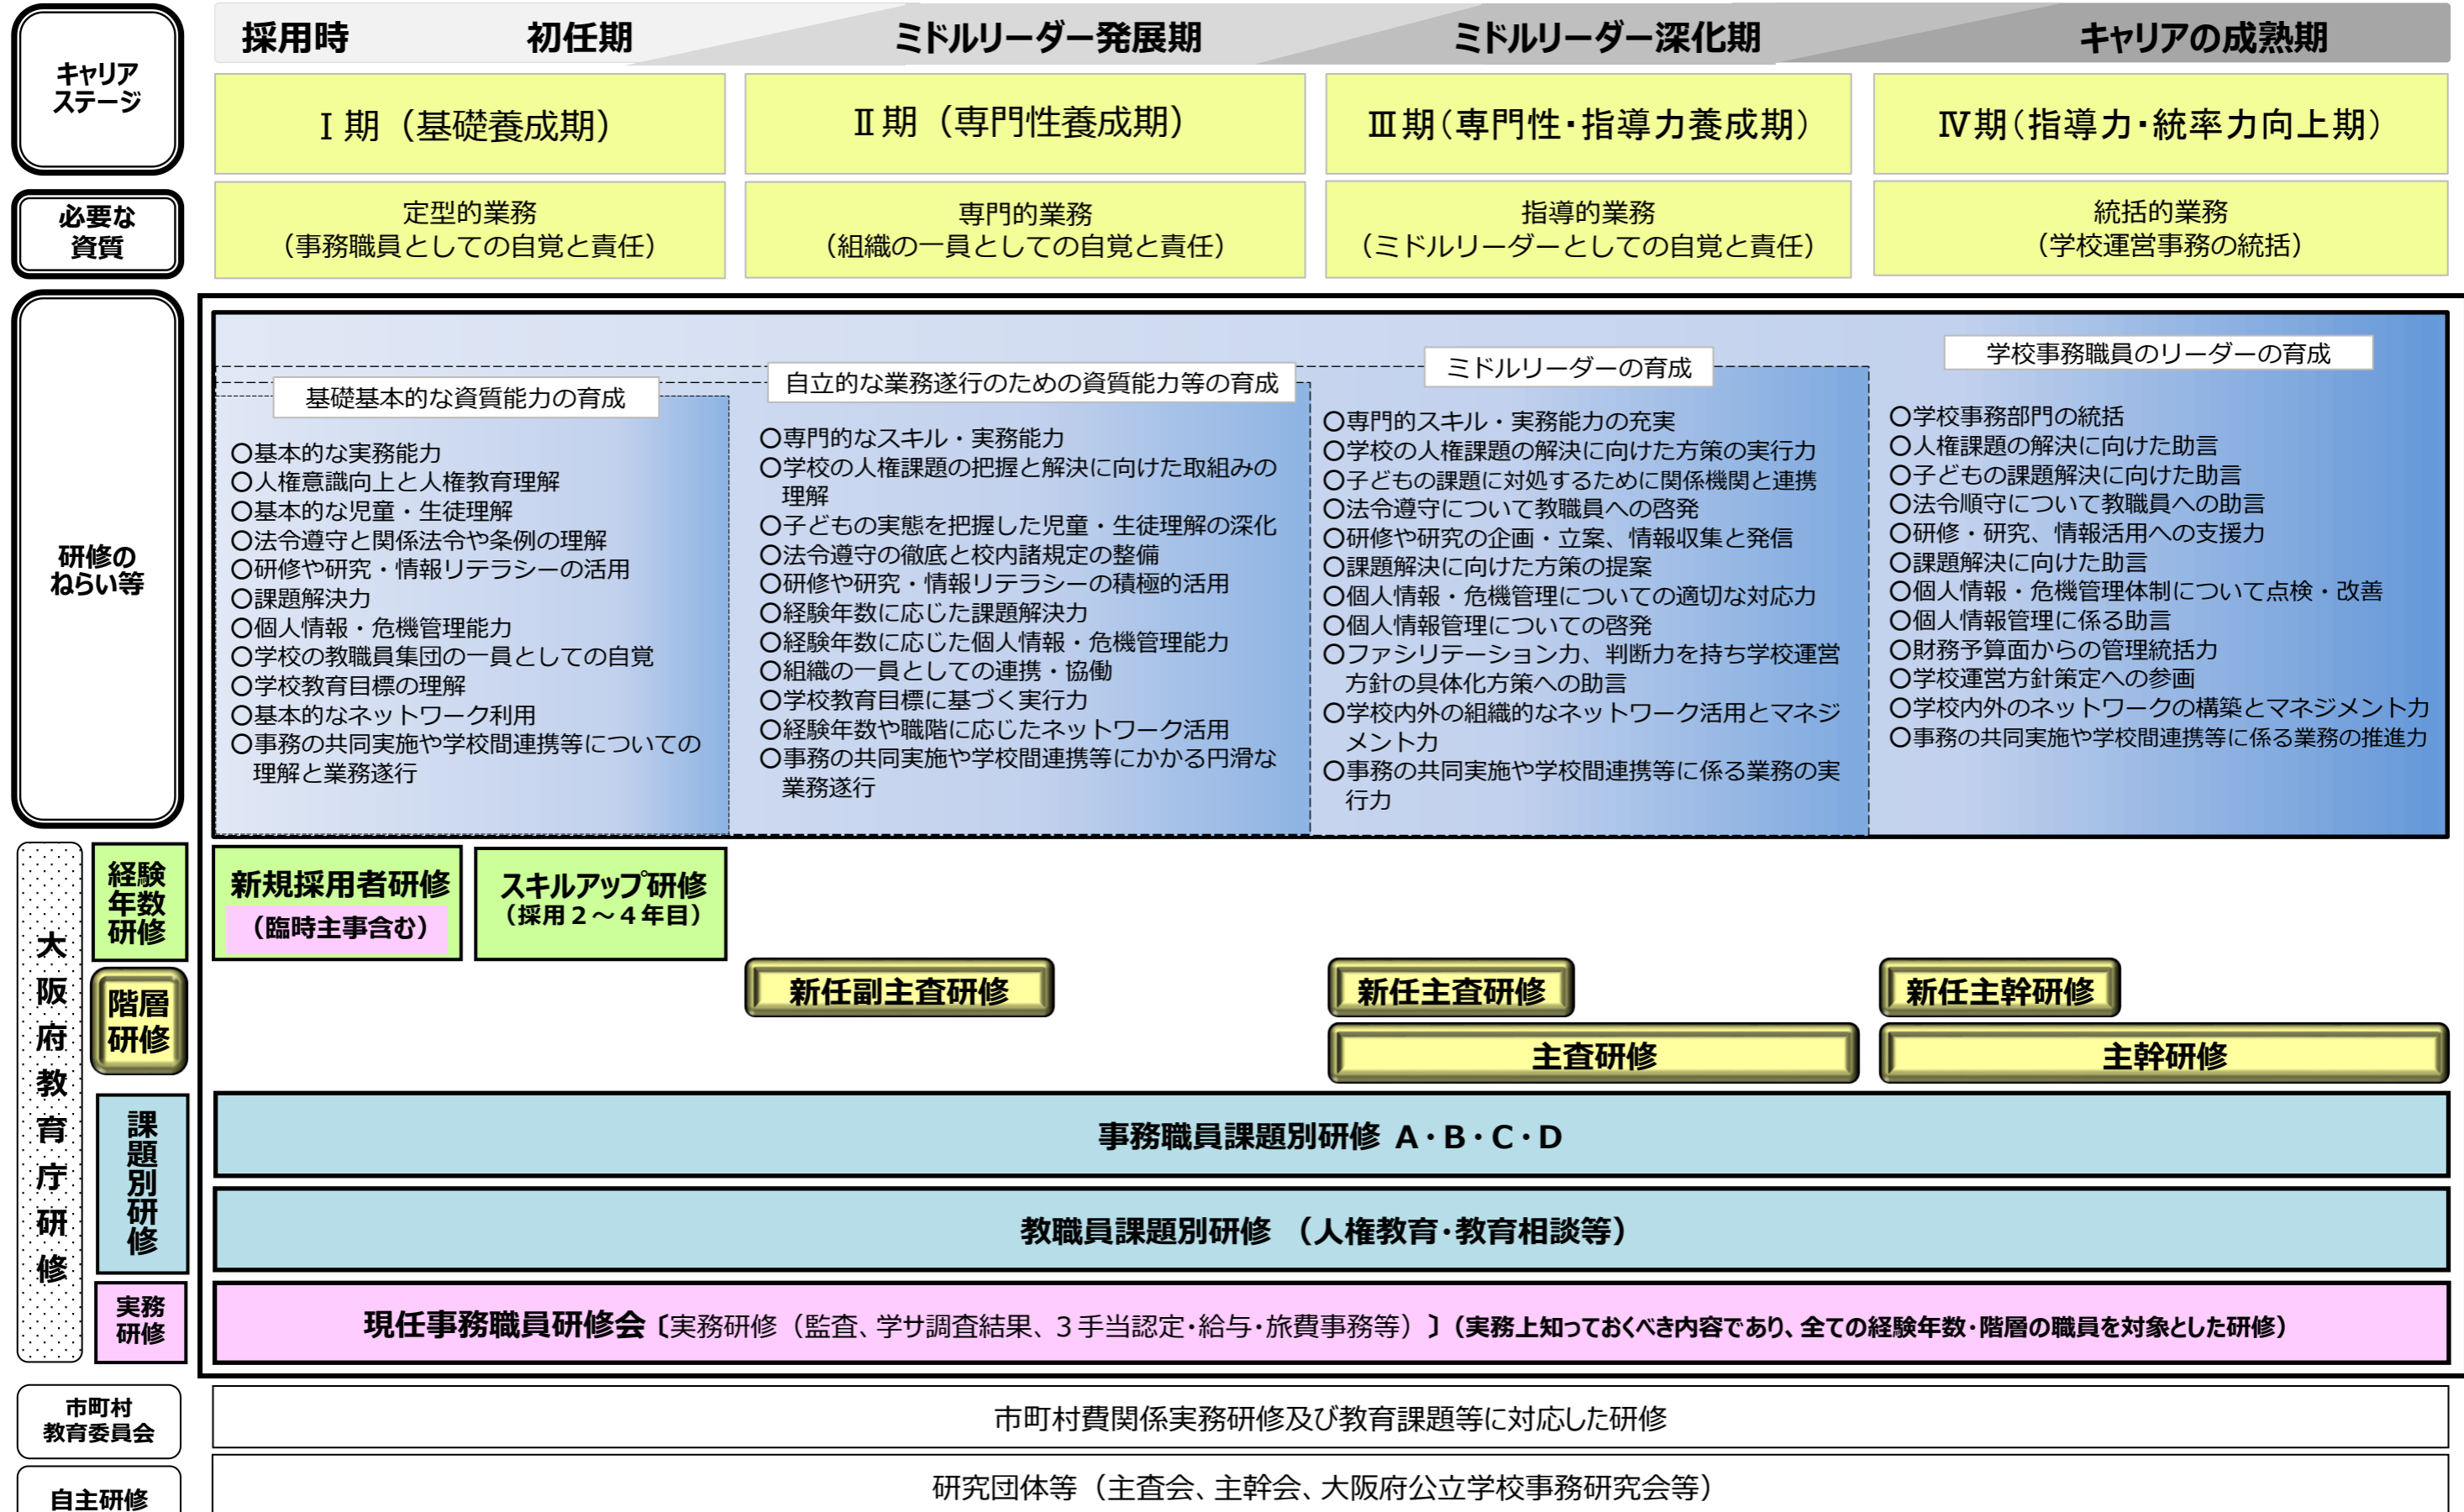 キャリア
ステージ
採用時
初任期
ミドルリーダー発展期
ミドルリーダー深化期
キャリアの成熟期
Ⅰ期（基礎養成期）
Ⅱ期（専門性養成期）
Ⅲ期（専門性・指導力養成期）
Ⅳ期（指導力・統率力向上期）
必要な
資質
定型的業務
（事務職員としての自覚と責任）
専門的業務
（組織の一員としての自覚と責任）
指導的業務
（ミドルリーダーとしての自覚と責任）
統括的業務
（学校運営事務の統括）
研修の
ねらい等
基礎基本的な資質能力の育成
〇基本的な実務能力
〇人権意識向上と人権教育理解
〇基本的な児童・生徒理解
〇法令遵守と関係法令や条例の理解
〇研修や研究・情報リテラシーの活用
〇課題解決力
〇個人情報・危機管理能力
〇学校の教職員集団の一員としての自覚
〇学校教育目標の理解
〇基本的なネットワーク利用
〇事務の共同実施や学校間連携等についての
理解と業務遂行
自立的な業務遂行のための資質能力等の育成
〇専門的なスキル・実務能力
〇学校の人権課題の把握と解決に向けた取組みの
理解
〇子どもの実態を把握した児童・生徒理解の深化
〇法令遵守の徹底と校内諸規定の整備
〇研修や研究・情報リテラシーの積極的活用
〇経験年数に応じた課題解決力
〇経験年数に応じた個人情報・危機管理能力
〇組織の一員としての連携・協働
〇学校教育目標に基づく実行力
〇経験年数や職階に応じたネットワーク活用
〇事務の共同実施や学校間連携等にかかる円滑な
業務遂行
ミドルリーダーの育成
〇専門的スキル・実務能力の充実
〇学校の人権課題の解決に向けた方策の実行力
〇子どもの課題に対処するために関係機関と連携
〇法令遵守について教職員への啓発
〇研修や研究の企画・立案、情報収集と発信
〇課題解決に向けた方策の提案
〇個人情報・危機管理についての適切な対応力
〇個人情報管理についての啓発
〇ファシリテーション力、判断力を持ち学校運営
方針の具体化方策への助言
〇学校内外の組織的なネットワーク活用とマネジ
メント力
〇事務の共同実施や学校間連携等に係る業務の実
行力
学校事務職員のリーダーの育成
〇学校事務部門の統括
〇人権課題の解決に向けた助言
〇子どもの課題解決に向けた助言
〇法令順守について教職員への助言
〇研修・研究、情報活用への支援力
〇課題解決に向けた助言
〇個人情報・危機管理体制について点検・改善
〇個人情報管理に係る助言
〇財務予算面からの管理統括力
〇学校運営方針策定への参画
〇学校内外のネットワークの構築とマネジメント力
〇事務の共同実施や学校間連携等に係る業務の推進力
大阪府教育庁研修
経験
年数
研修
新規採用者研修
（臨時主事含む）
スキルアップ研修
（採用２～４年目）
階層
研修
新任副主査研修
新任主査研修
新任主幹研修
主査研修
主幹研修
課題別研修
事務職員課題別研修 A・B・C・D
教職員課題別研修 （人権教育・教育相談等）
実務
研修
現任事務職員研修会〔実務研修（監査、学サ調査結果、３手当認定・給与・旅費事務等）〕（実務上知っておくべき内容であり、全ての経験年数・階層の職員を対象とした研修）
市町村
教育委員会
市町村費関係実務研修及び教育課題等に対応した研修
自主研修
研究団体等（主査会、主幹会、大阪府公立学校事務研究会等）